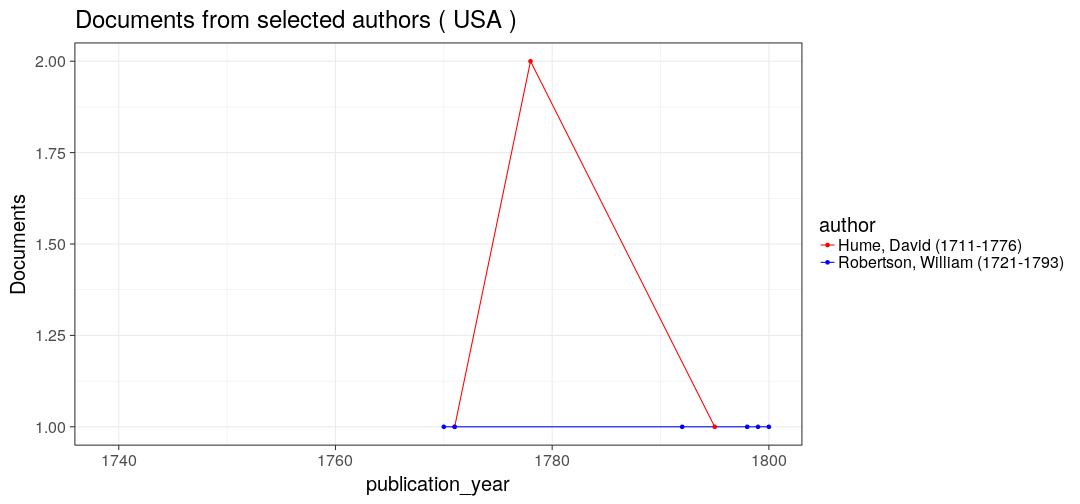 Documents from selected authors ( USA )
2.00
1.75
1.50
1.25
1.00
Documents
1740
1760
1780
1800
publication_year
author
Hume, David (1711-1776)
Robertson, William (1721-1793)